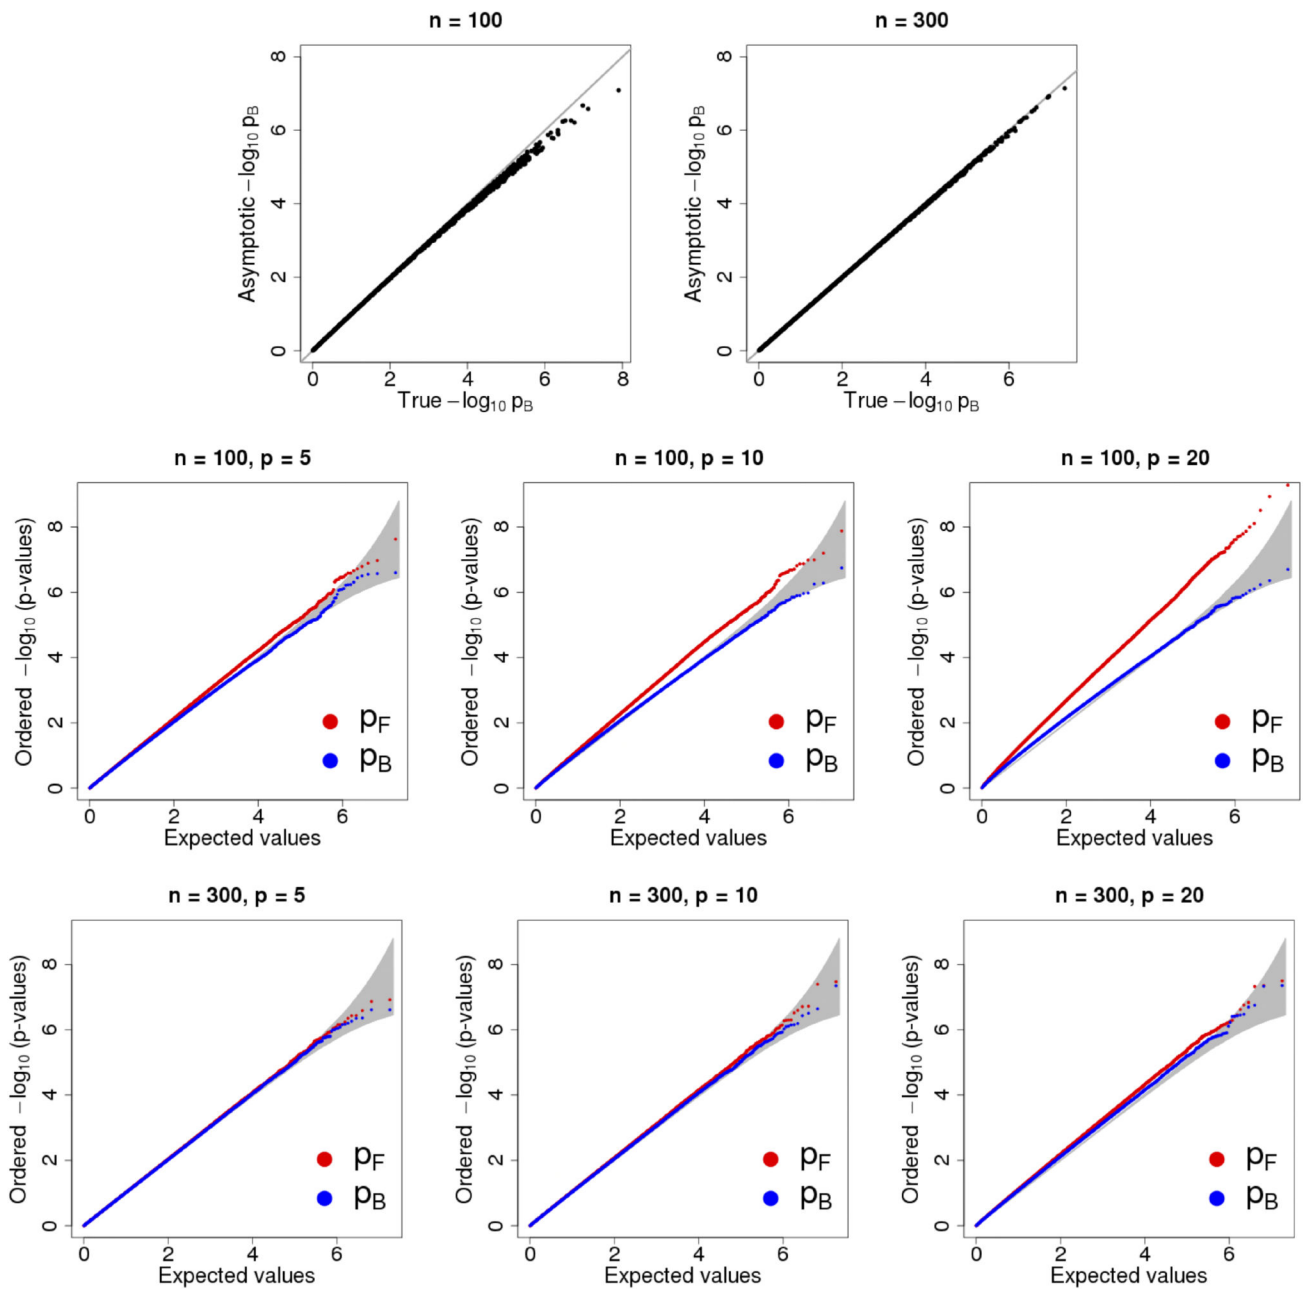 n = 100
n = 300
Asymptotic −log10 pB
8
6
4
2
0
0 2 4 6 8
True −log10 pB
Asymptotic −log10 pB
8
6
4
2
0
0 2 4 6
True −log10 pB
n = 100, p = 5
n = 100, p = 10
n = 100, p = 20
Ordered −log10 (p-values)
8
6
4
2
0
pF
pB
0 2 4 6
Expected values
Ordered −log10 (p-values)
8
6
4
2
0
pF
pB
0 2 4 6
Expected values
Ordered −log10 (p-values)
8
6
4
2
0
pF
pB
0 2 4 6
Expected values
n = 300, p = 5
n = 300, p = 10
n = 300, p = 20
Ordered −log10 (p-values)
8
6
4
2
0
pF
pB
0 2 4 6
Expected values
Ordered −log10 (p-values)
8
6
4
2
0
pF
pB
0 2 4 6
Expected values
Ordered −log10 (p-values)
8
6
4
2
0
pF
pB
0 2 4 6
Expected values